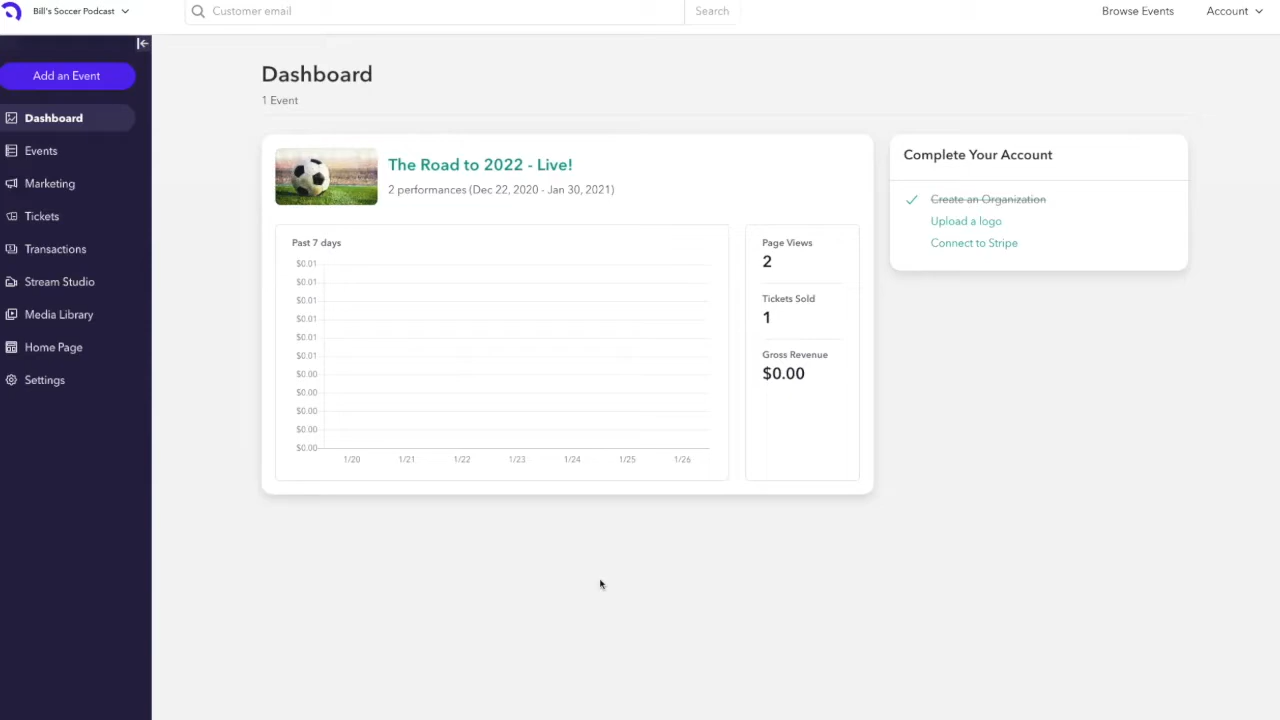 Bill's Soccer Podcast
Customer email
Search
Browse Events
Account
Add an Event
Dashboard
Events
Marketing
Tickets
Transactions
Stream Studio
Media Library
Home Page
Settings
Dashboard
1 Event
The Road to 2022 - Live!
2 performances (Dec 22, 2020 - Jan 30, 2021)
Past 7 days
$0.01
$0.01
$0.01
$0.01
$0.01
$0.01
$0.00
$0.00
$0.00
$0.00
$0.00
1/20 1/21 1/22 1/23 1/24 1/25 1/26
Page Views
2
Tickets Sold
1
Gross Revenue
$0.00
Complete Your Account
Create an Organization
Upload a logo
Connect to Stripe